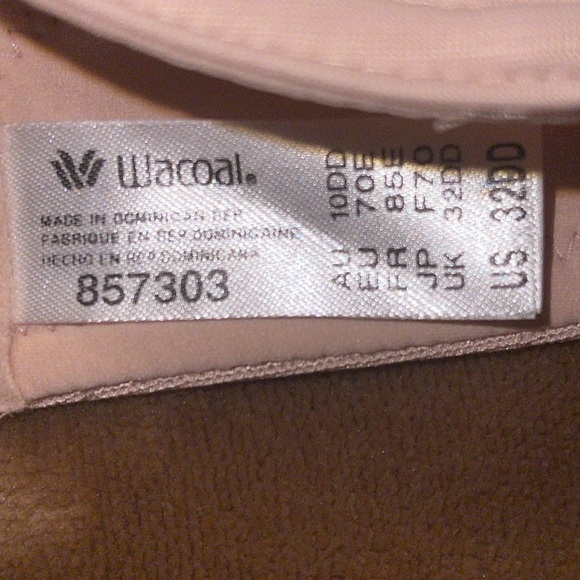 Wacoal
MADE IN DOMINICAN REP
FABRIQUE EN REP.DOMINICAINE
HECHO EN REP.DOMINICANA
857303
AU 10DD
EU 70E
FR 85E
JP F70
UK 32DD
US 32DD